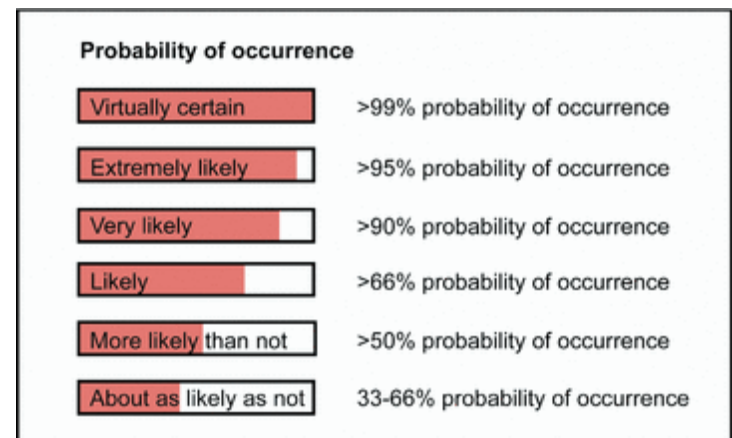 Probability of occurrence
Virtually certain >99% probability of occurrence
Extremely likely >95% probability of occurrence
Very likely >90% probability of occurrence
Likely >66% probability of occurrence
More likely than not >50% probability of occurrence
About as likely as not 33-66% probability of occurrence